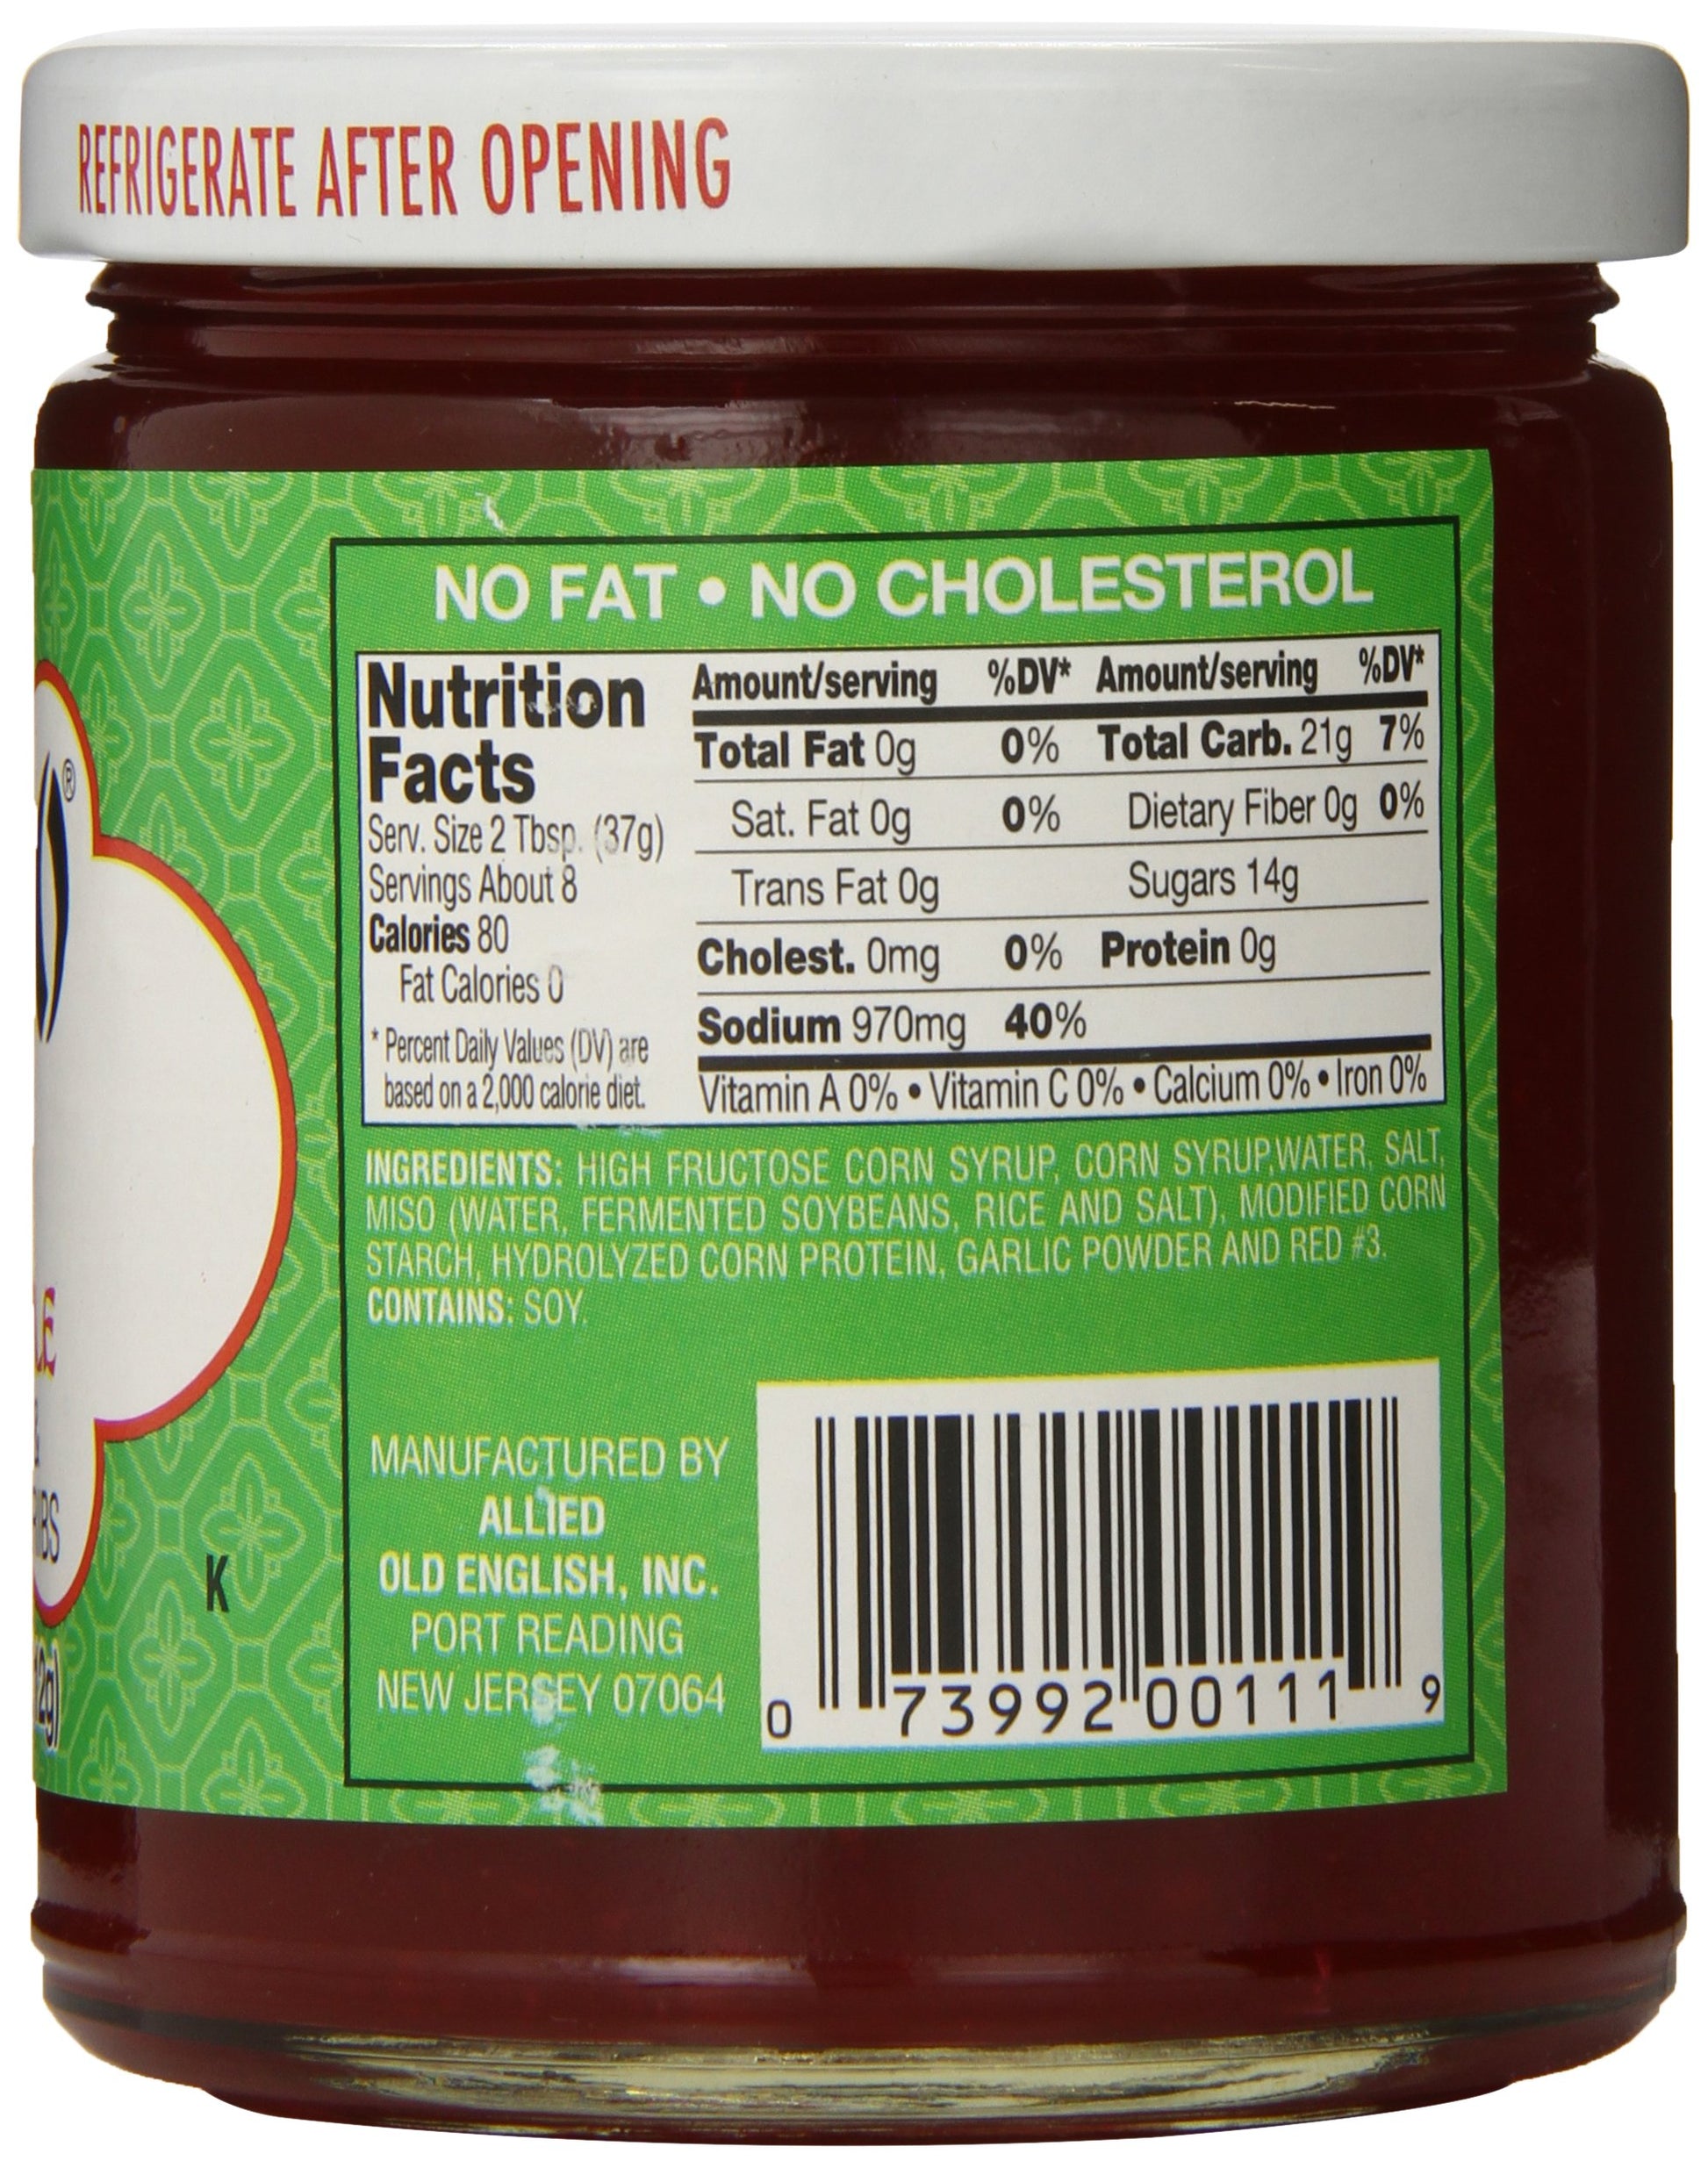 REFRIGERATE AFTER OPENING
NO FAT • NO CHOLESTEROL
Nutrition
Facts
Serv. Size 2 Tbsp. (37g)
Servings About 8
Calories 80
Fat Calories 0
* Percent Daily Values (DV) are
based on a 2,000 calorie diet.
Amount/serving %DV* Amount/serving %DV*
Total Fat 0g 0% Total Carb. 21g 7%
Sat. Fat 0g 0% Dietary Fiber 0g 0%
Trans Fat 0g Sugars 14g
Cholest. 0mg 0% Protein 0g
Sodium 970mg 40%
Vitamin A 0% • Vitamin C 0% • Calcium 0% • Iron 0%
INGREDIENTS: HIGH FRUCTOSE CORN SYRUP, CORN SYRUP,WATER, SALT,
MISO (WATER, FERMENTED SOYBEANS, RICE AND SALT), MODIFIED CORN
STARCH, HYDROLYZED CORN PROTEIN, GARLIC POWDER AND RED #3.
CONTAINS: SOY.
MANUFACTURED BY
ALLIED
OLD ENGLISH, INC.
PORT READING
NEW JERSEY 07064
0 73992 00111 9
®
K